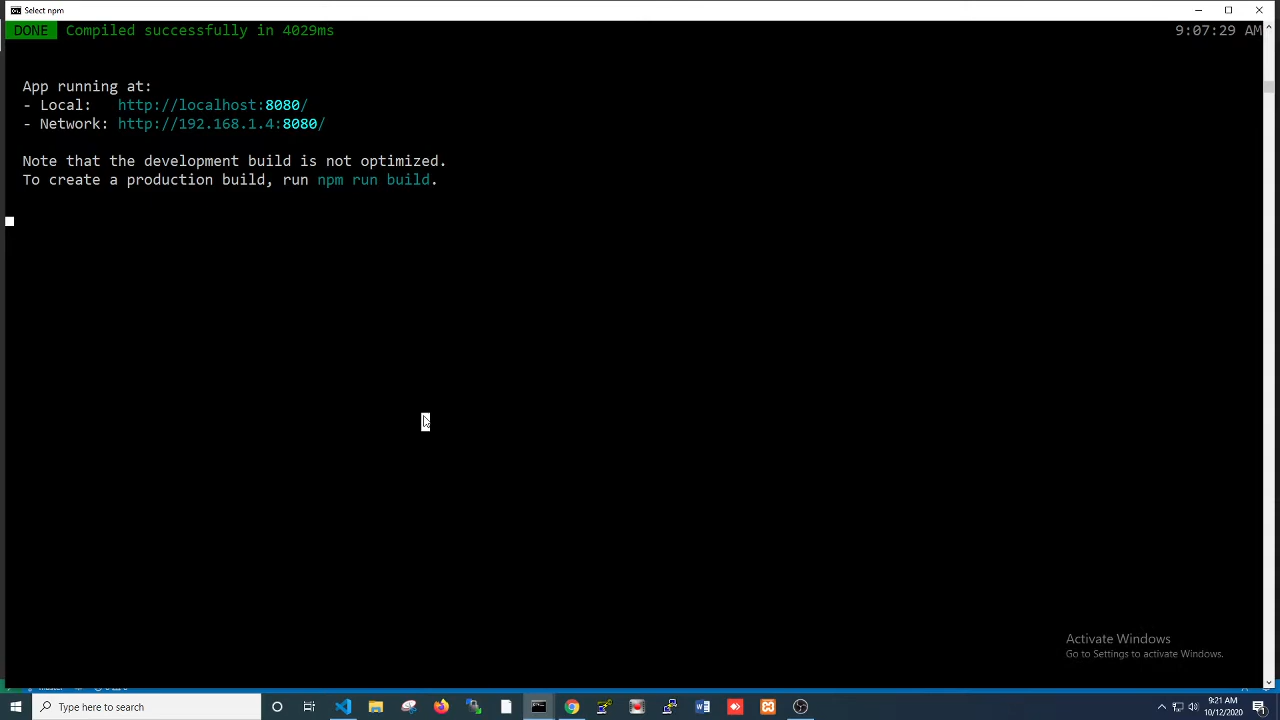 Select npm
DONE Compiled successfully in 4029ms 9:07:29 AM
App running at:
- Local: http://localhost:8080/
- Network: http://192.168.1.4:8080/
Note that the development build is not optimized.
To create a production build, run npm run build.
Activate Windows
Go to Settings to activate Windows.
Type here to search
9:21 AM
10/12/2020